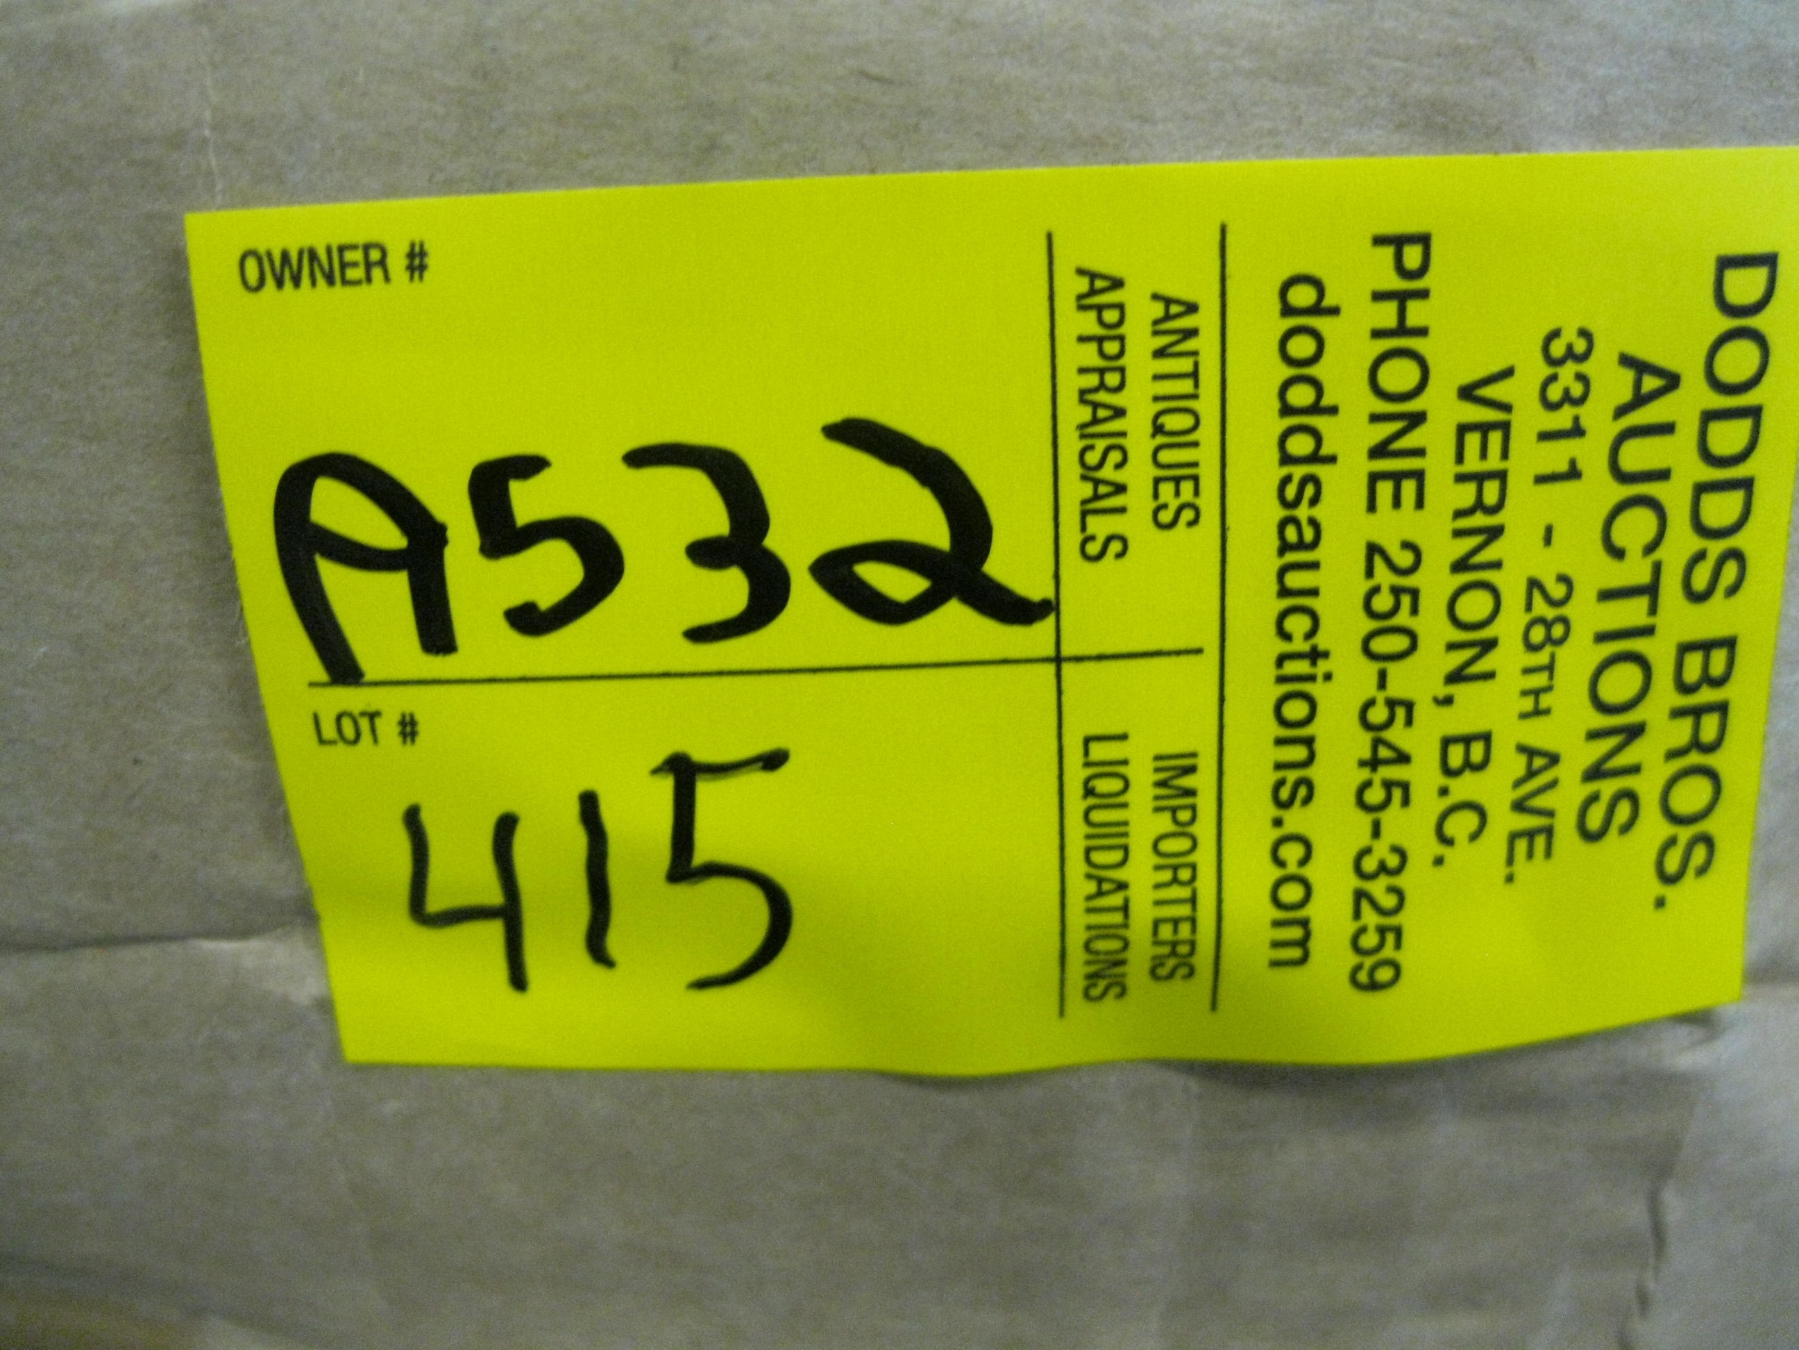 DODDS BROS.
AUCTIONS
3311 - 28TH AVE.
VERNON, B.C.
PHONE 250-545-3259
doddsauctions.com
ANTIQUES
APPRAISALS
IMPORTERS
LIQUIDATIONS
OWNER #
A532
LOT #
415